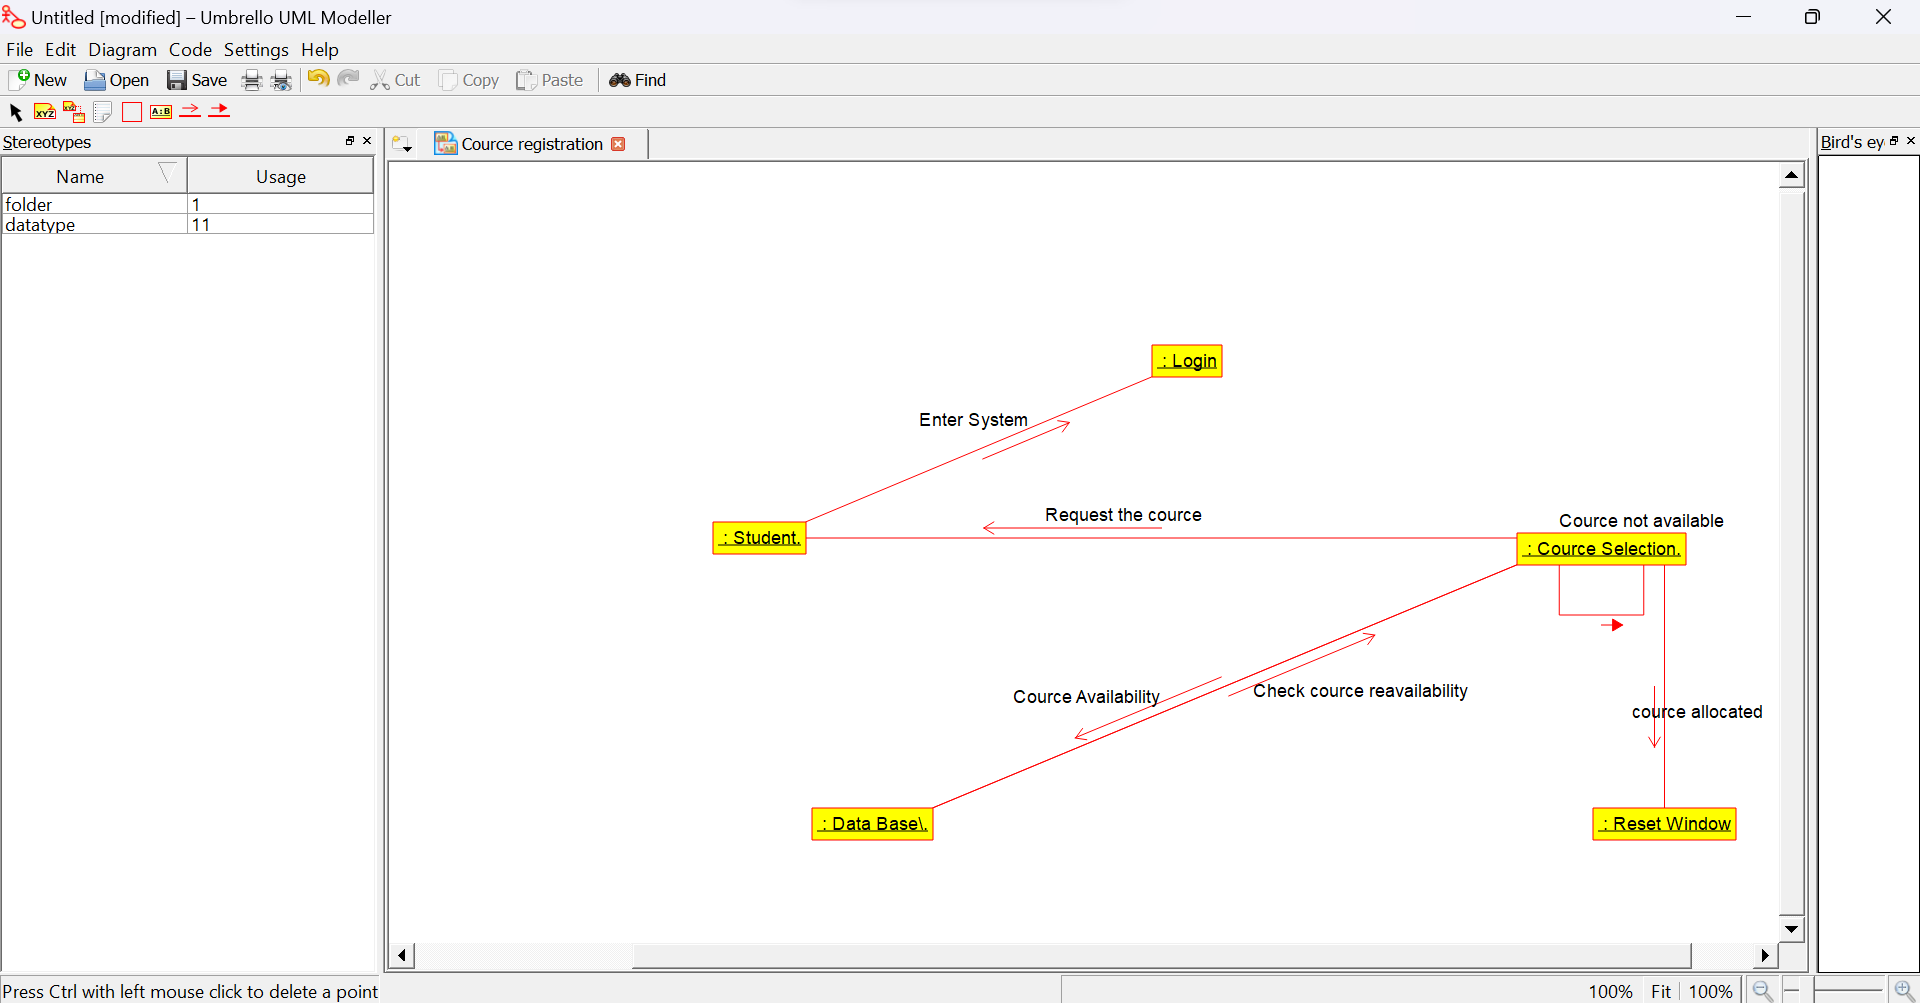 Untitled [modified] – Umbrello UML Modeller
File Edit Diagram Code Settings Help
New Open Save Cut Copy Paste Find
XYZ XYZ A:B
Stereotypes
Cource registration
Bird's ey
Name Usage
folder 1
datatype 11
: Login
Enter System
Request the cource
Cource not available
: Student.
: Cource Selection.
Cource Availability
Check cource reavailability
cource allocated
: Data Base\.
: Reset Window
Press Ctrl with left mouse click to delete a point
100% Fit 100%